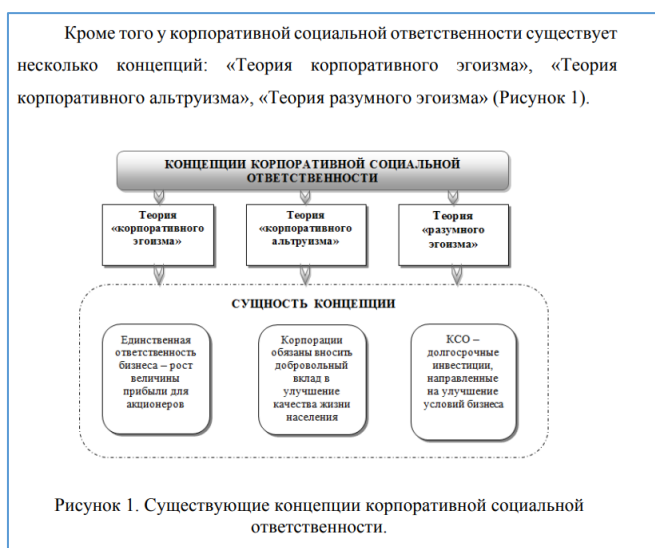 Кроме того у корпоративной социальной ответственности существует
несколько концепций: «Теория корпоративного эгоизма», «Теория
корпоративного альтруизма», «Теория разумного эгоизма» (Рисунок 1).
КОНЦЕПЦИИ КОРПОРАТИВНОЙ СОЦИАЛЬНОЙ
ОТВЕТСТВЕННОСТИ
Теория
«корпоративного
эгоизма»
Теория
«корпоративного
альтруизма»
Теория
«разумного
эгоизма»
СУЩНОСТЬ КОНЦЕПЦИИ
Единственная
ответственность
бизнеса – рост
величины
прибыли для
акционеров
Корпорации
обязаны вносить
добровольный
вклад в
улучшение
качества жизни
населения
КСО –
долгосрочные
инвестиции,
направленные
на улучшение
условий бизнеса
Рисунок 1. Существующие концепции корпоративной социальной
ответственности.